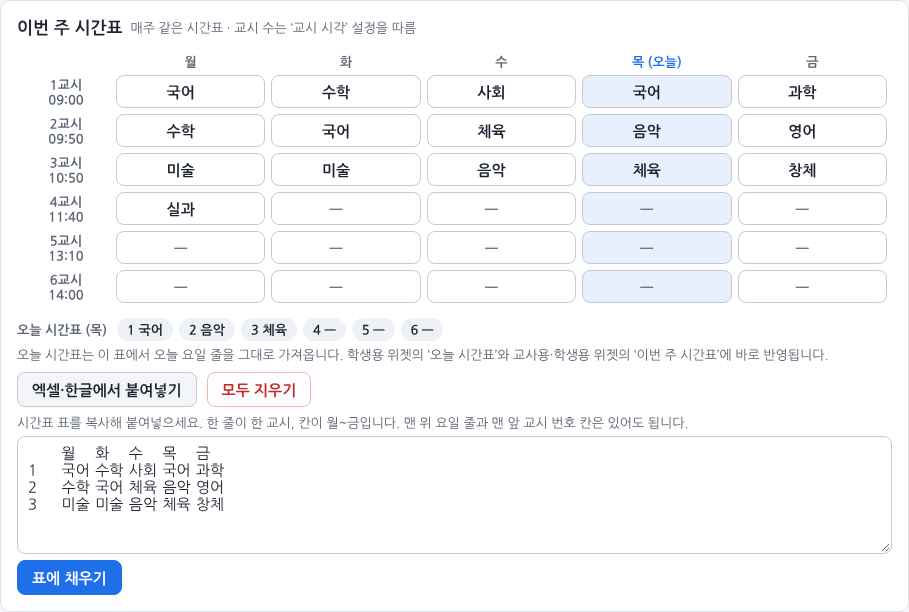 이번 주 시간표 매주 같은 시간표 · 교시 수는 '교시 시각' 설정을 따름
월 화 수 목 (오늘) 금
1교시 09:00 국어 수학 사회 국어 과학
2교시 09:50 수학 국어 체육 음악 영어
3교시 10:50 미술 미술 음악 체육 창체
4교시 11:40 실과 — — — —
5교시 13:10 — — — — —
6교시 14:00 — — — — —
오늘 시간표 (목) 1 국어 2 음악 3 체육 4 — 5 — 6 —
오늘 시간표는 이 표에서 오늘 요일 줄을 그대로 가져옵니다. 학생용 위젯의 '오늘 시간표'와 교사용·학생용 위젯의 '이번 주 시간표'에 바로 반영됩니다.
엑셀·한글에서 붙여넣기 모두 지우기
시간표 표를 복사해 붙여넣으세요. 한 줄이 한 교시, 칸이 월~금입니다. 맨 위 요일 줄과 맨 앞 교시 번호 칸은 있어도 됩니다.
월 화 수 목 금
1 국어 수학 사회 국어 과학
2 수학 국어 체육 음악 영어
3 미술 미술 음악 체육 창체
표에 채우기